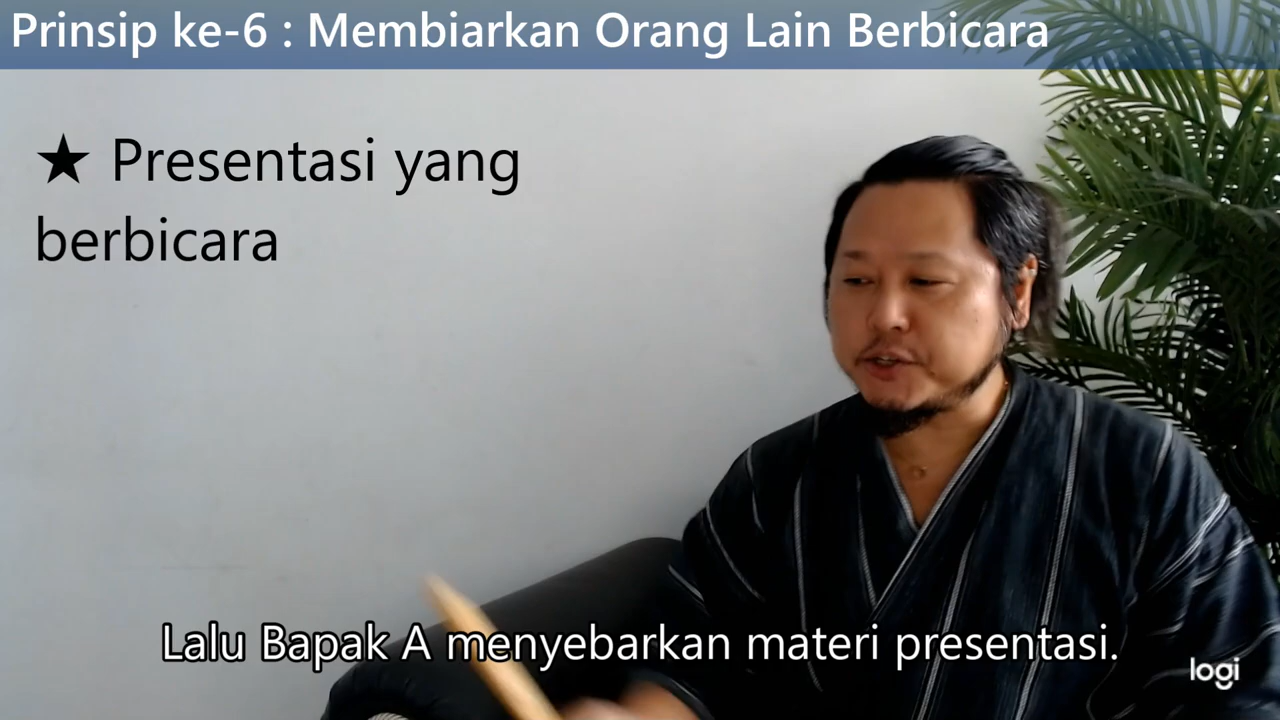 Prinsip ke-6 : Membiarkan Orang Lain Berbicara
★ Presentasi yang
berbicara
Lalu Bapak A menyebarkan materi presentasi.
logi